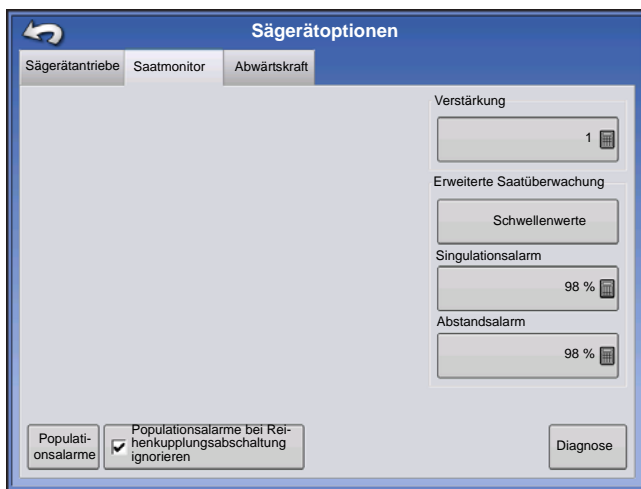 Sägerätoptionen
Sägerätantriebe
Saatmonitor
Abwärtskraft
Verstärkung
1
Erweiterte Saatüberwachung
Schwellenwerte
Singulationsalarm
98 %
Abstandsalarm
98 %
Populati-
onsalarme
Populationsalarme bei Rei-
henkupplungsabschaltung
ignorieren
Diagnose